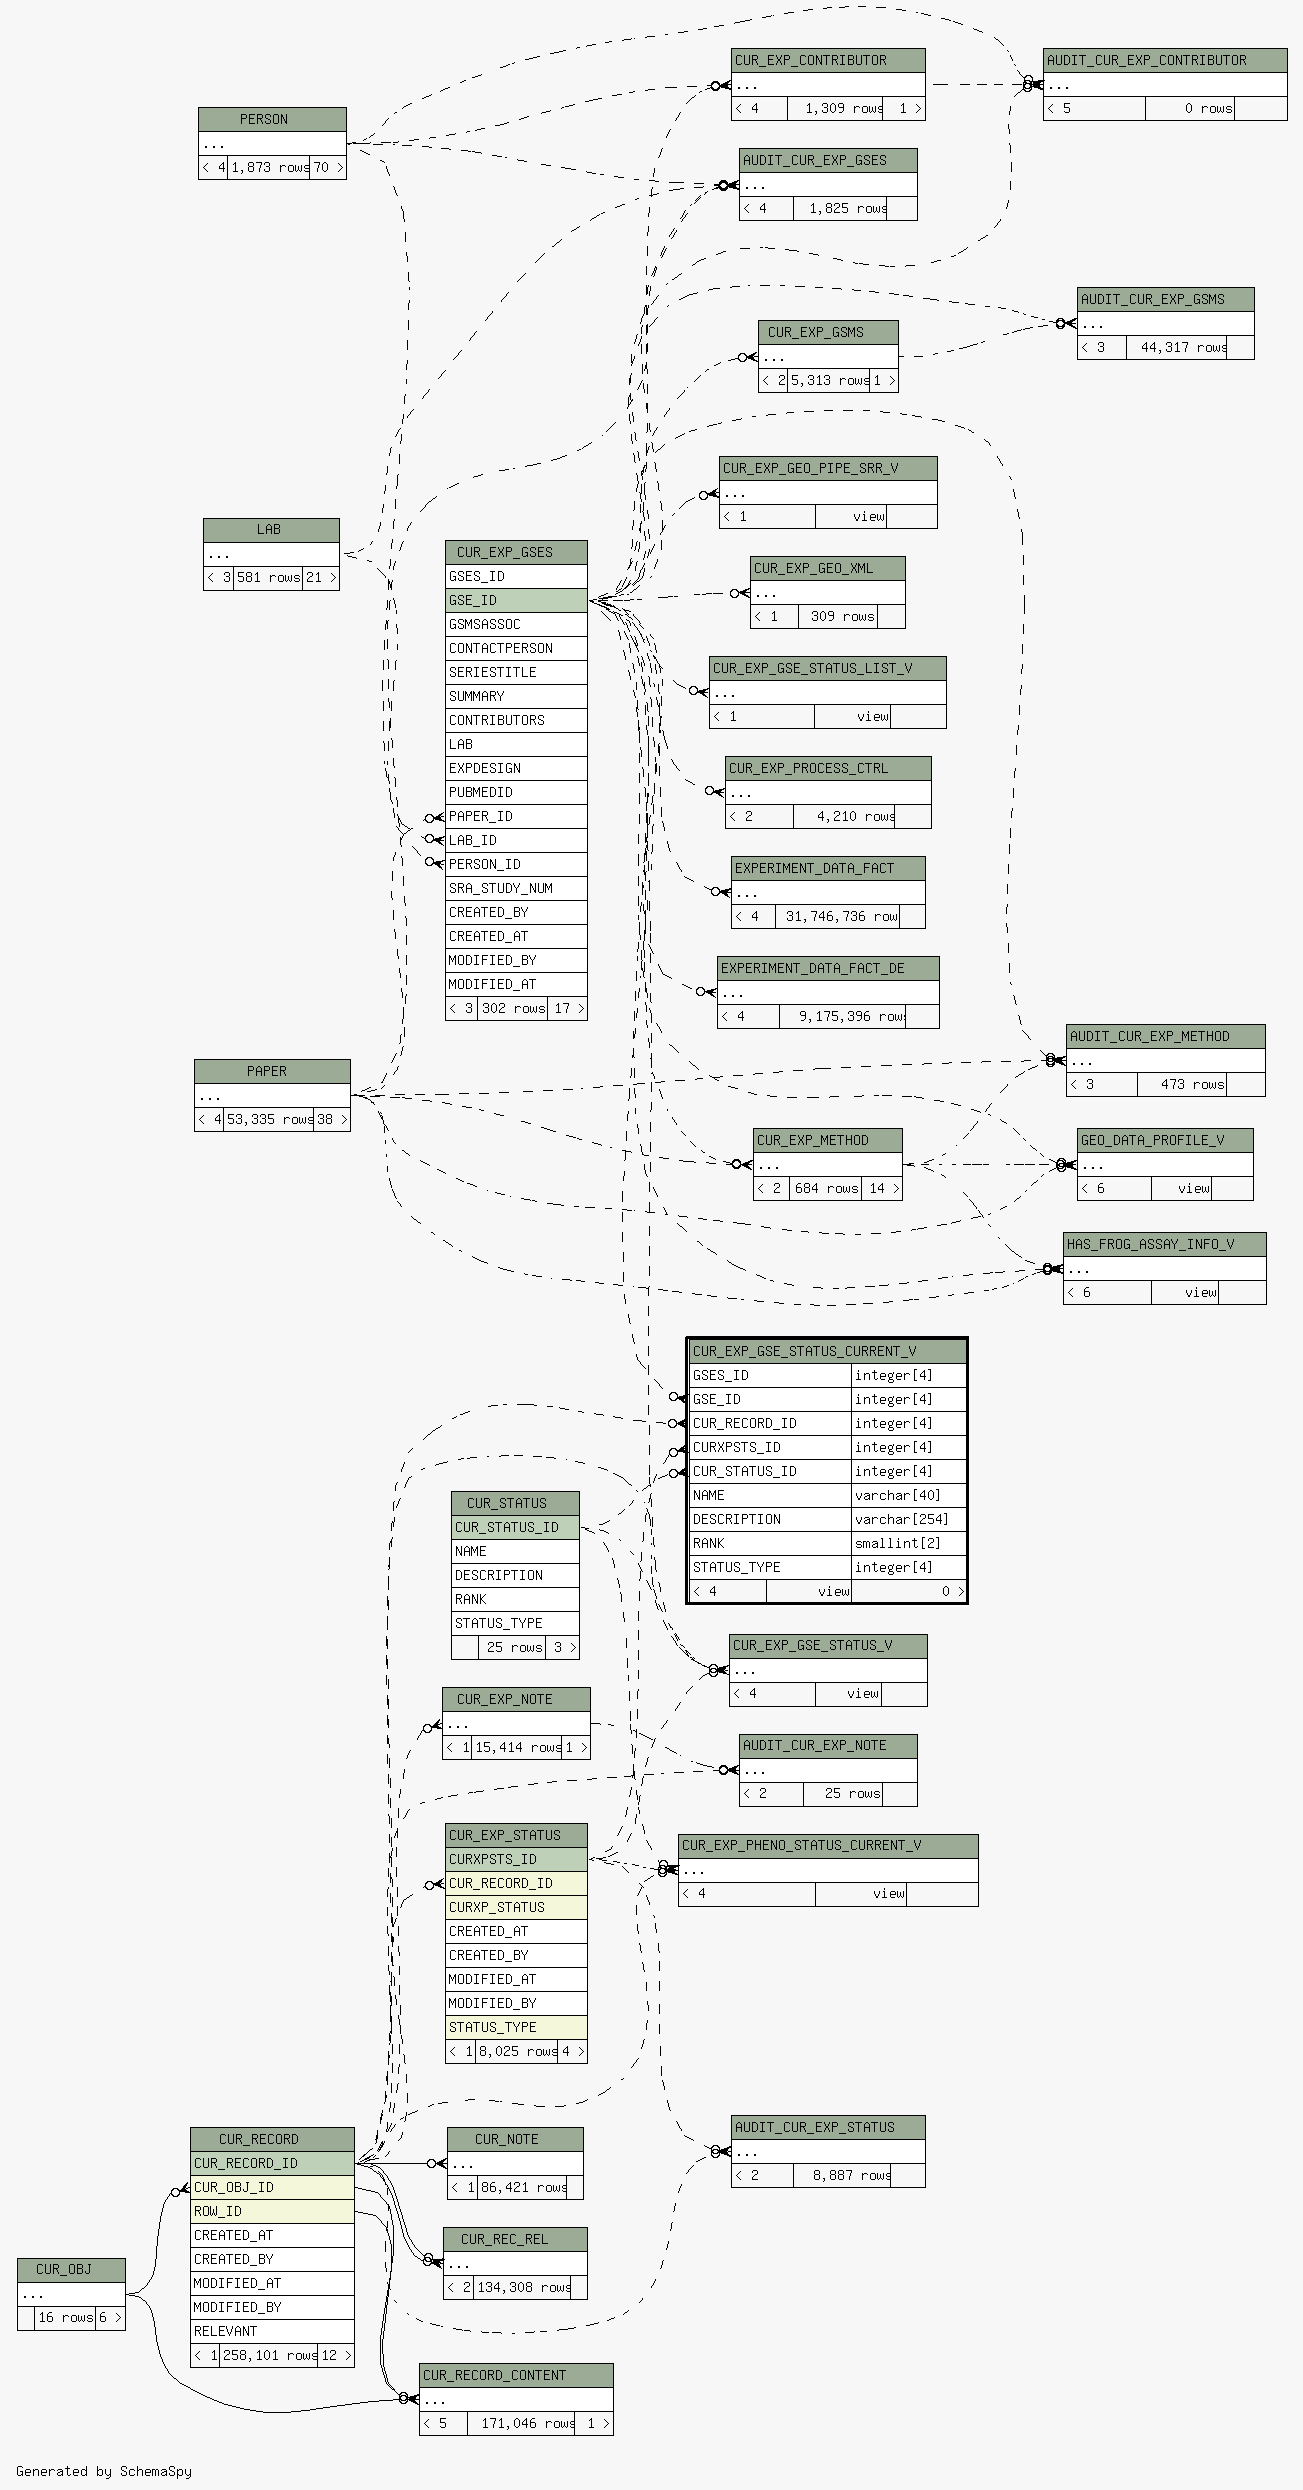 CUR_EXP_CONTRIBUTOR
...
< 4 1,309 rows 1 >
AUDIT_CUR_EXP_CONTRIBUTOR
...
< 5 0 rows
PERSON
...
< 4 1,873 rows 70 >
AUDIT_CUR_EXP_GSES
...
< 4 1,825 rows
AUDIT_CUR_EXP_GSMS
...
< 3 44,317 rows
CUR_EXP_GSMS
...
< 2 5,313 rows 1 >
CUR_EXP_GEO_PIPE_SRR_V
...
< 1 view
LAB
...
< 3 581 rows 21 >
CUR_EXP_GSES
GSES_ID
GSE_ID
GSMSASSOC
CONTACTPERSON
SERIESTITLE
SUMMARY
CONTRIBUTORS
LAB
EXPDESIGN
PUBMEDID
PAPER_ID
LAB_ID
PERSON_ID
SRA_STUDY_NUM
CREATED_BY
CREATED_AT
MODIFIED_BY
MODIFIED_AT
< 3 302 rows 17 >
CUR_EXP_GEO_XML
...
< 1 309 rows
CUR_EXP_GSE_STATUS_LIST_V
...
< 1 view
CUR_EXP_PROCESS_CTRL
...
< 2 4,210 rows
EXPERIMENT_DATA_FACT
...
< 4 31,746,736 row
EXPERIMENT_DATA_FACT_DE
...
< 4 9,175,396 rows
AUDIT_CUR_EXP_METHOD
...
< 3 473 rows
PAPER
...
< 4 53,335 rows 38 >
CUR_EXP_METHOD
...
< 2 684 rows 14 >
GEO_DATA_PROFILE_V
...
< 6 view
HAS_FROG_ASSAY_INFO_V
...
< 6 view
CUR_EXP_GSE_STATUS_CURRENT_V
GSES_ID integer[4]
GSE_ID integer[4]
CUR_RECORD_ID integer[4]
CURXPSTS_ID integer[4]
CUR_STATUS_ID integer[4]
NAME varchar[40]
DESCRIPTION varchar[254]
RANK smallint[2]
STATUS_TYPE integer[4]
< 4 view 0 >
CUR_STATUS
CUR_STATUS_ID
NAME
DESCRIPTION
RANK
STATUS_TYPE
25 rows 3 >
CUR_EXP_GSE_STATUS_V
...
< 4 view
CUR_EXP_NOTE
...
< 1 15,414 rows 1 >
AUDIT_CUR_EXP_NOTE
...
< 2 25 rows
CUR_EXP_STATUS
CURXPSTS_ID
CUR_RECORD_ID
CURXP_STATUS
CREATED_AT
CREATED_BY
MODIFIED_AT
MODIFIED_BY
STATUS_TYPE
< 1 8,025 rows 4 >
CUR_EXP_PHENO_STATUS_CURRENT_V
...
< 4 view
AUDIT_CUR_EXP_STATUS
...
< 2 8,887 rows
CUR_RECORD
CUR_RECORD_ID
CUR_OBJ_ID
ROW_ID
CREATED_AT
CREATED_BY
MODIFIED_AT
MODIFIED_BY
RELEVANT
< 1 258,101 rows 12 >
CUR_NOTE
...
< 1 86,421 rows
CUR_REC_REL
...
< 2 134,308 rows
CUR_OBJ
...
16 rows 6 >
CUR_RECORD_CONTENT
...
< 5 171,046 rows 1 >
Generated by SchemaSpy